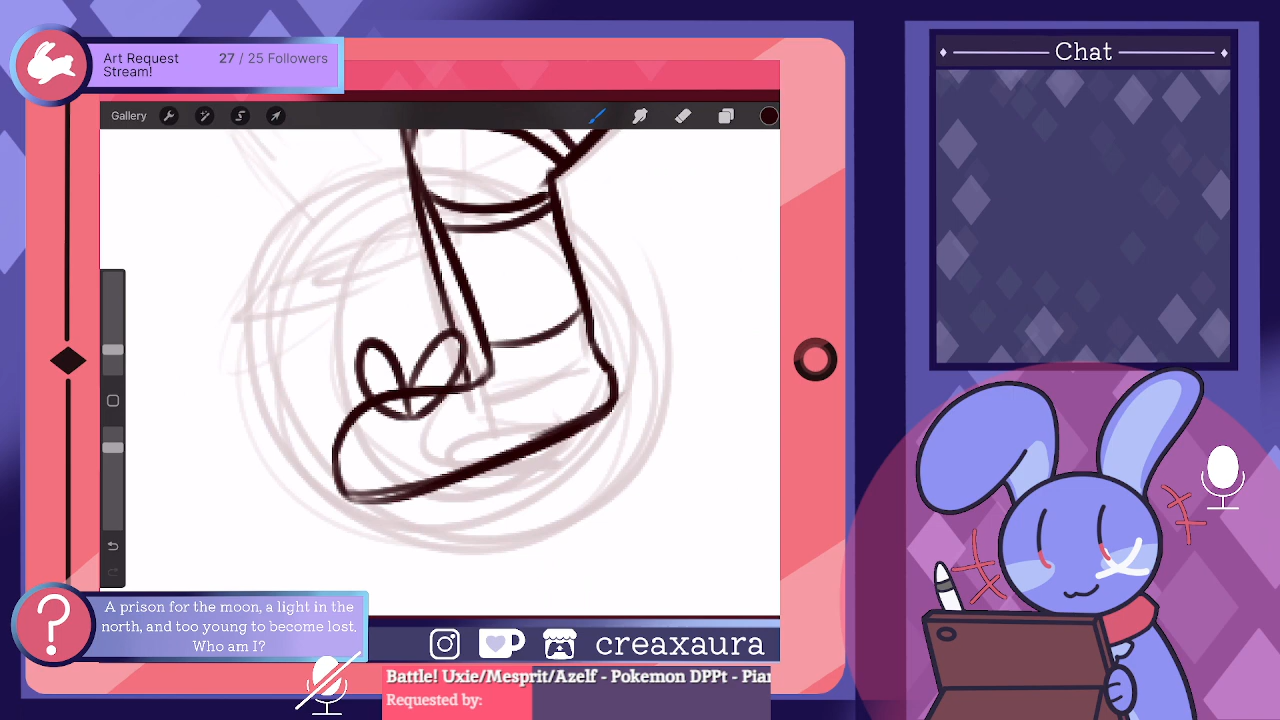 Art Request
Stream!
27 / 25 Followers
Chat
Gallery
A prison for the moon, a light in the
north, and too young to become lost.
Who am I?
creaxaura
Battle! Uxie/Mesprit/Azelf - Pokemon DPPt - Pia
Requested by: